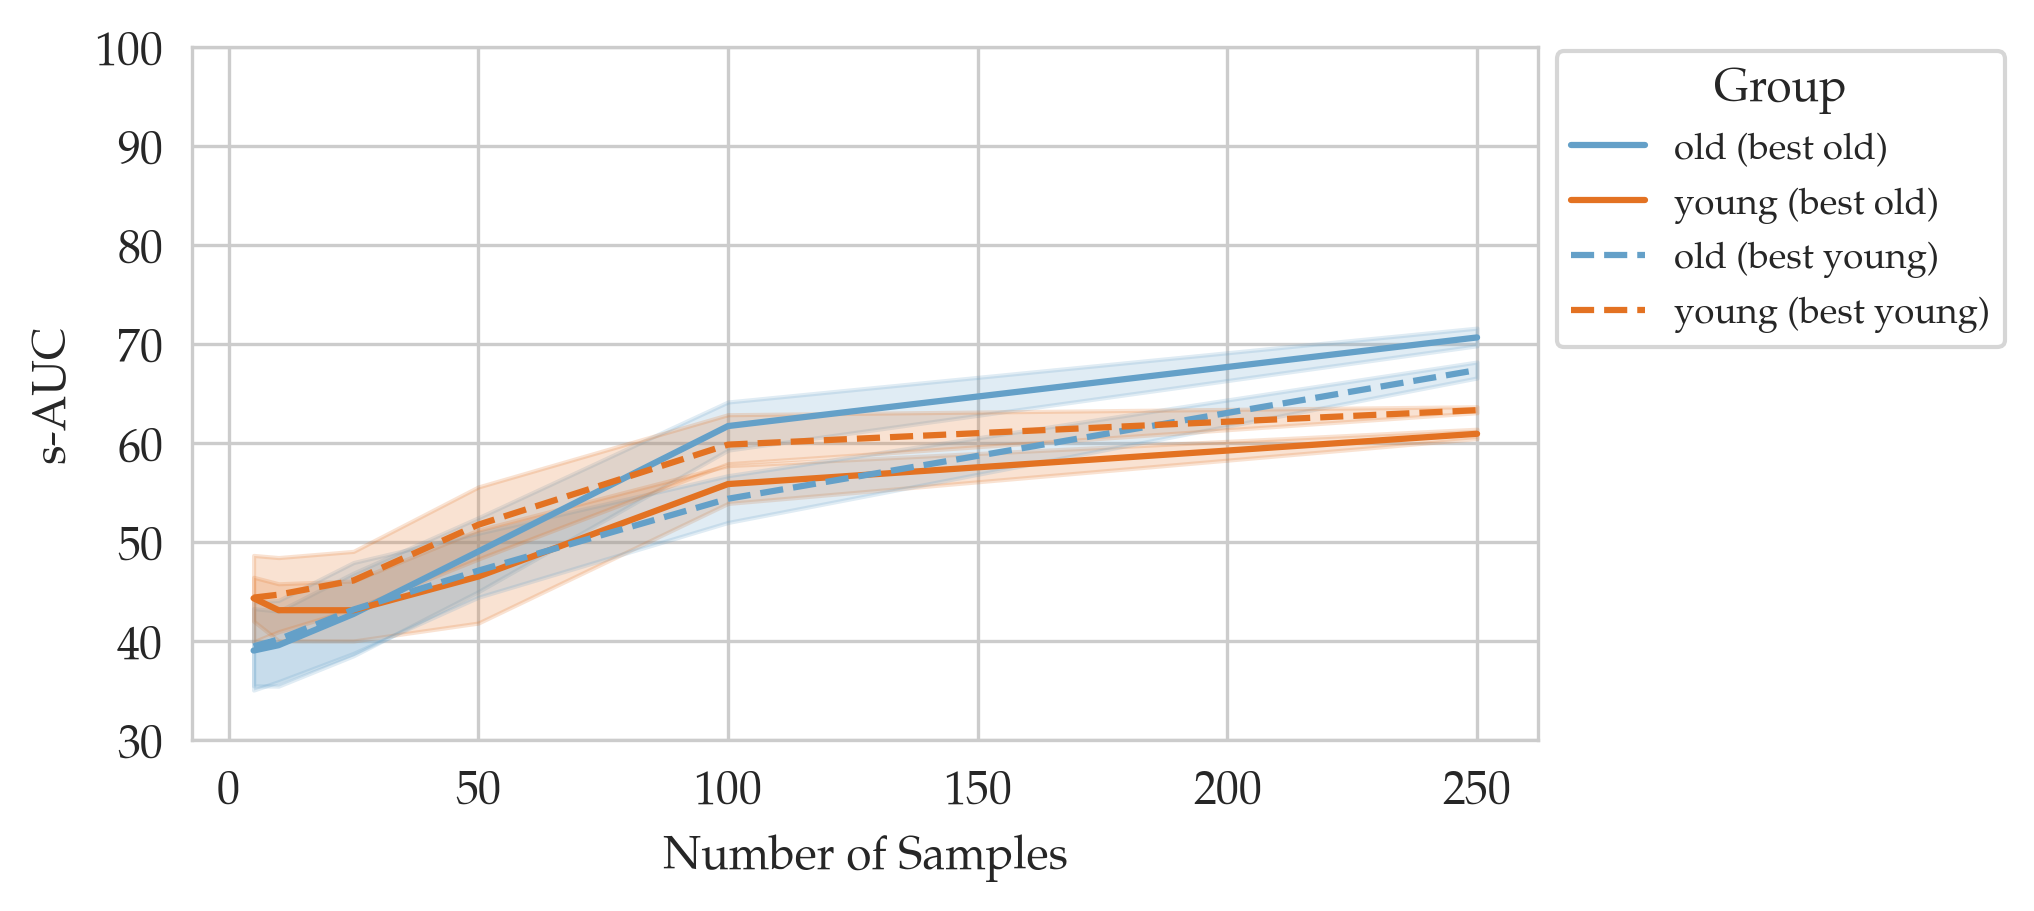 100
90
80
70
60
50
40
30
s-AUC
0 50 100 150 200 250
Number of Samples
Group
old (best old)
young (best old)
old (best young)
young (best young)